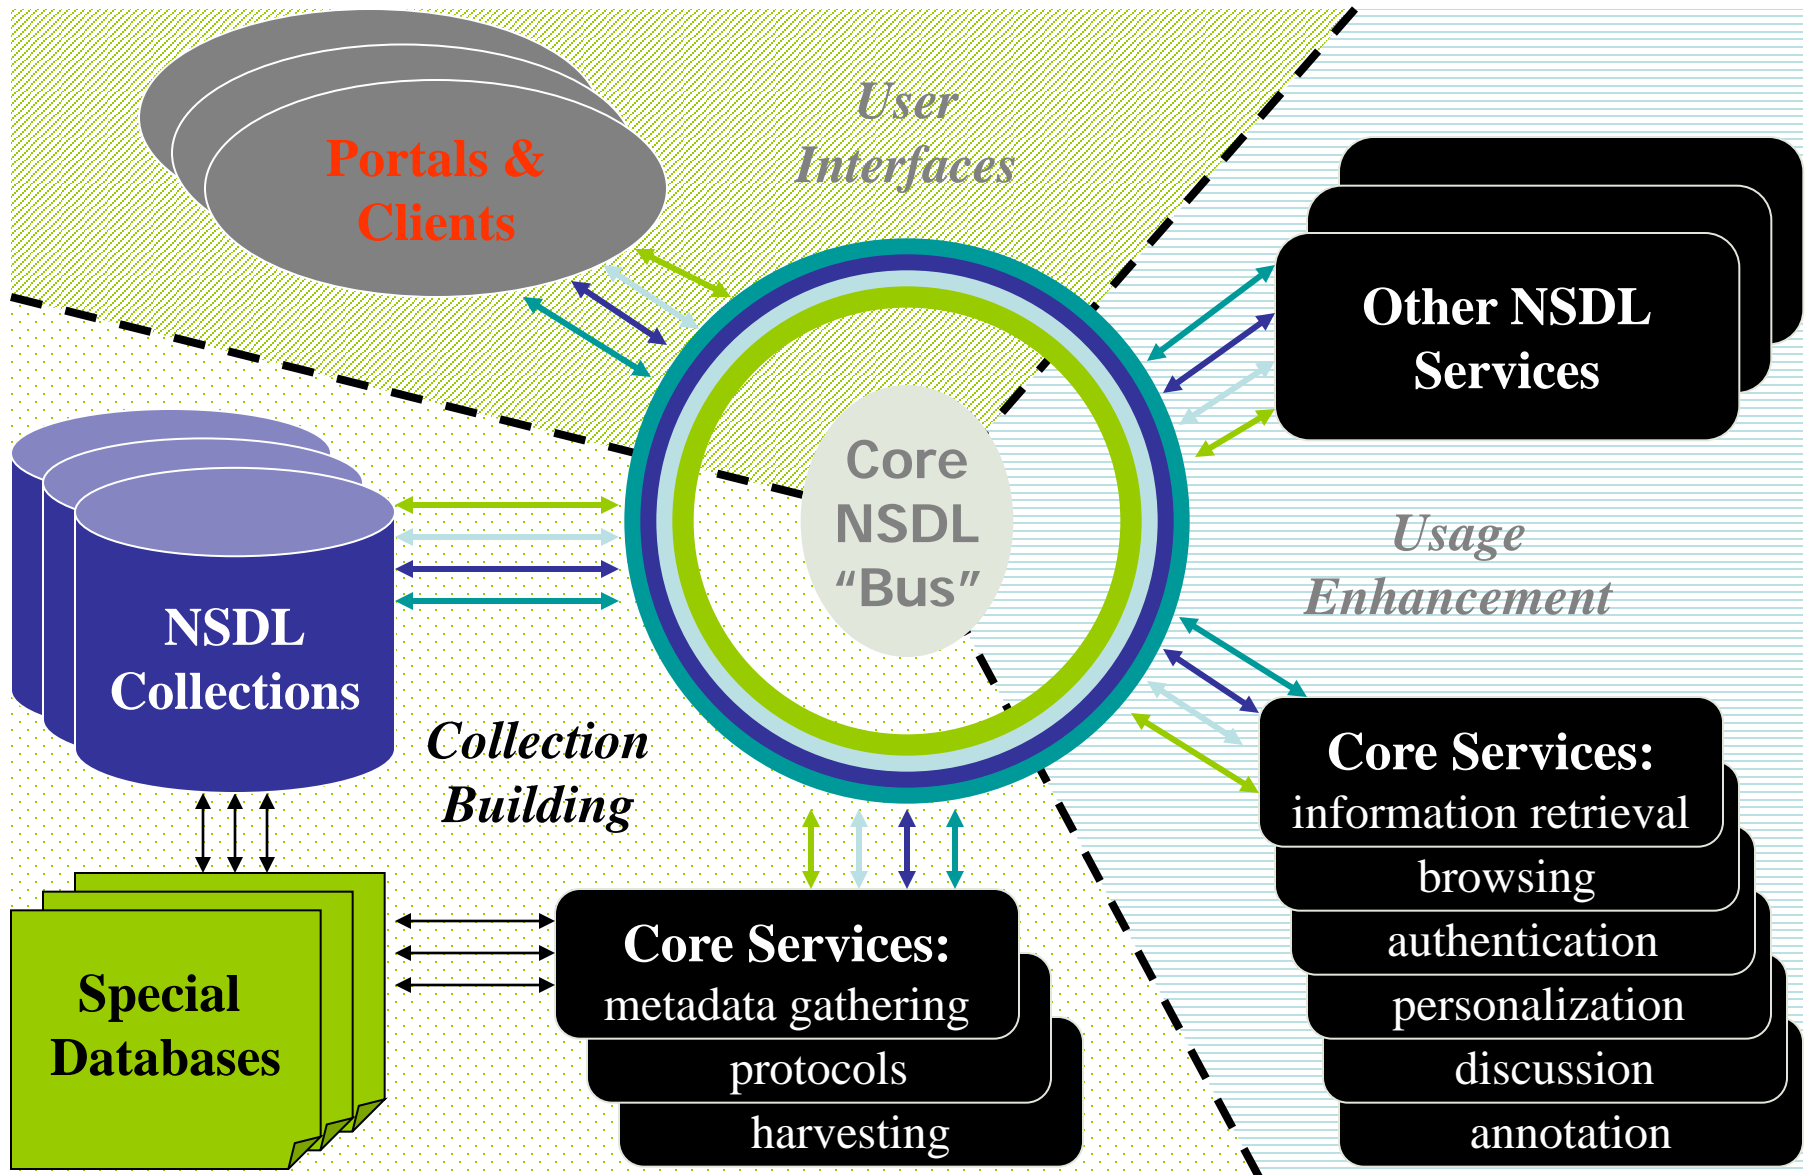 User
Interfaces
Portals &
Clients
Other NSDL
Services
Core
NSDL
“Bus”
Usage
Enhancement
NSDL
Collections
Collection
Building
Core Services:
information retrieval
browsing
authentication
personalization
discussion
annotation
Core Services:
metadata gathering
protocols
harvesting
Special
Databases